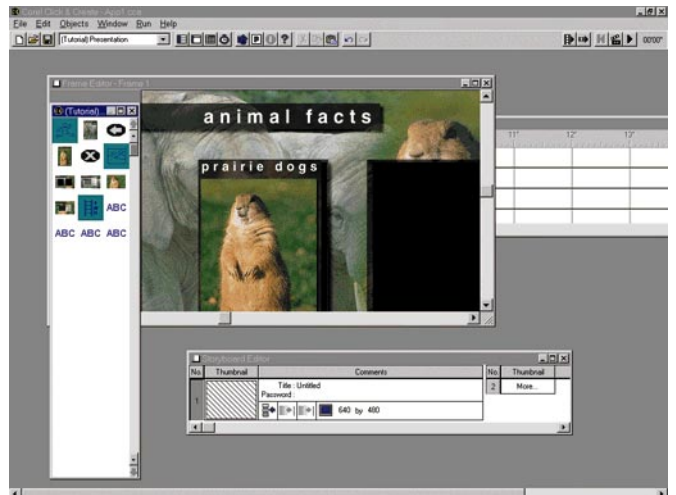 Corel Click & Create - App1.cce
File Edit Objects Window Run Help
(Tutorial) Presentation
00'00"
Frame Editor - Frame 1
(Tutorial)
animal facts
prairie dogs
11" 12" 13"
ABC
ABC ABC ABC
Storyboard Editor
No. Thumbnail Comments No. Thumbnail
1
Title : Untitled
Password :
640 by 480
2 More...